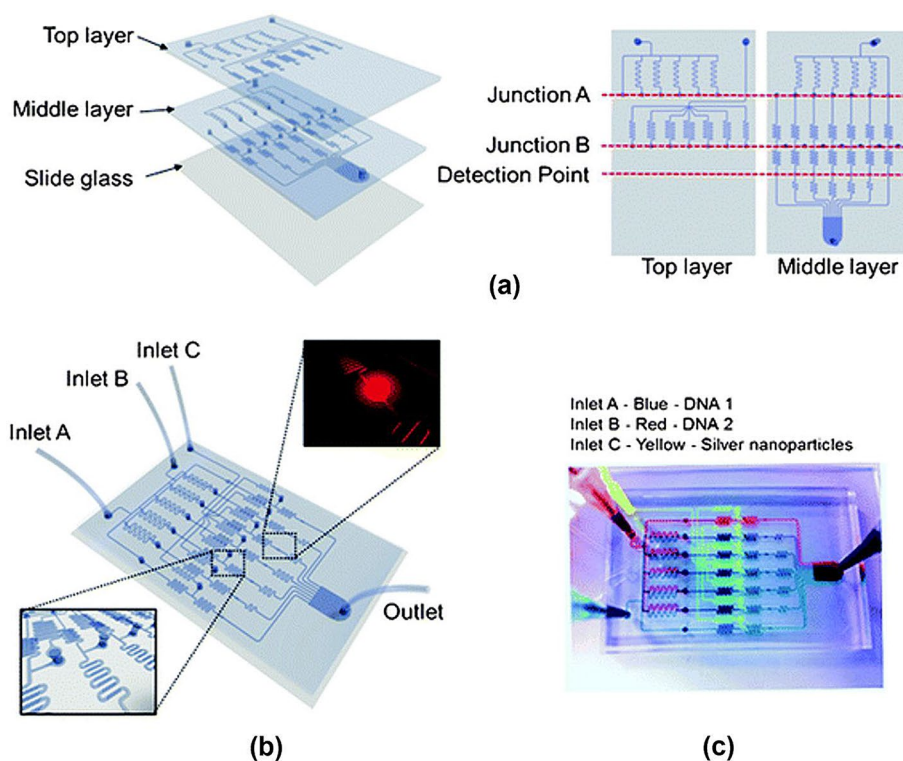 Top layer
Middle layer
Slide glass
Junction A
Junction B
Detection Point
Top layer
Middle layer
(a)
Inlet C
Inlet B
Inlet A
Outlet
(b)
Inlet A - Blue - DNA 1
Inlet B - Red - DNA 2
Inlet C - Yellow - Silver nanoparticles
(c)